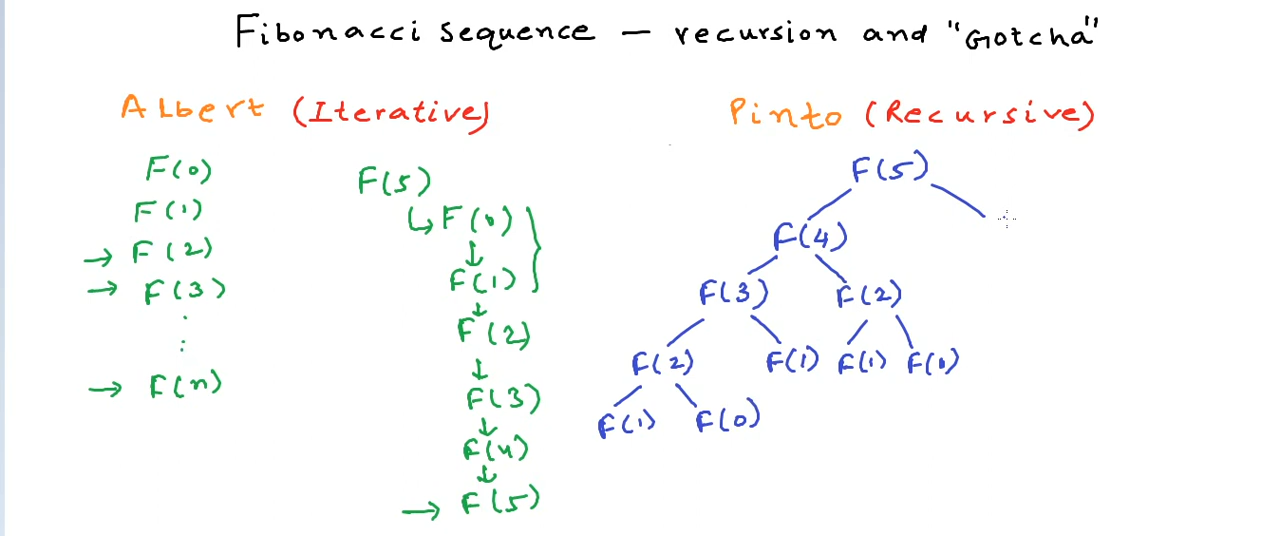 Fibonacci sequence – recursion and "Gotcha"
Albert (Iterative)
F(0)
F(1)
→ F(2)
→ F(3)
:
→ F(n)
F(5)
↳ F(0) }
↓
F(1)
↓
F(2)
↓
F(3)
↓
F(4)
↓
→ F(5)
Pinto (Recursive)
F(5)
F(4)
F(3) F(2)
F(2) F(1) F(1) F(0)
F(1) F(0)